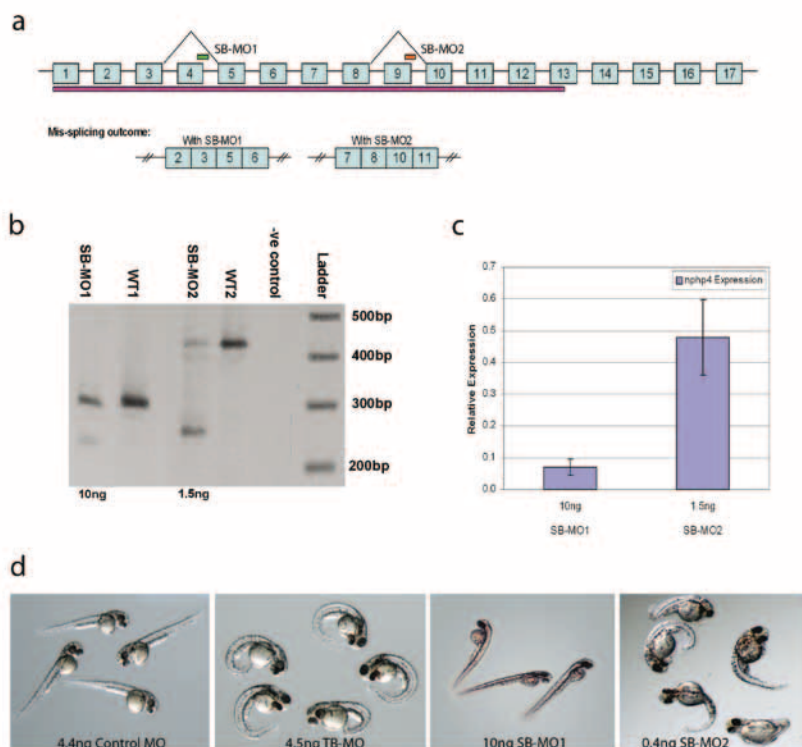 a
SB-MO1 SB-MO2
1 2 3 4 5 6 7 8 9 10 11 12 13 14 15 16 17
Mis-splicing outcome:
With SB-MO1 With SB-MO2
2 3 5 6 7 8 10 11
b
SB-MO1 WT1 SB-MO2 WT2 -ve control Ladder
500bp
400bp
300bp
200bp
10ng 1.5ng
c
nphp4 Expression
Relative Expression
0.7
0.6
0.5
0.4
0.3
0.2
0.1
0.0
10ng 1.5ng
SB-MO1 SB-MO2
d
4.4ng Control MO 4.5ng TB-MO 10ng SB-MO1 0.4ng SB-MO2